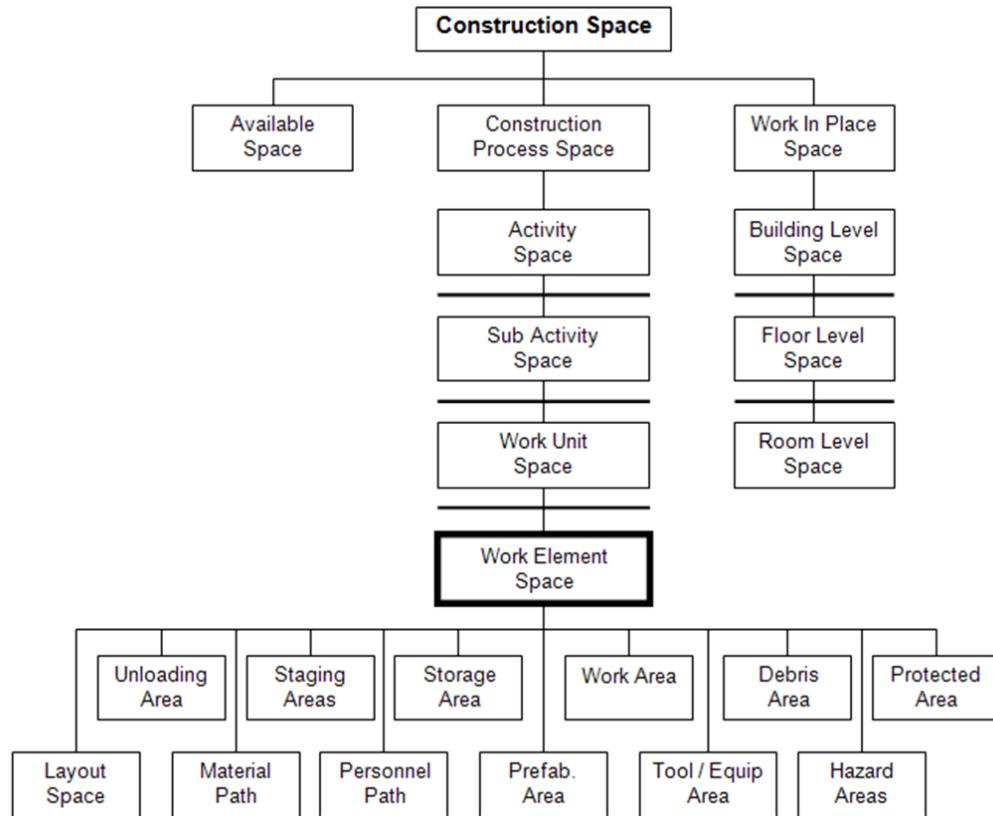 Construction Space
Available
Space
Construction
Process Space
Work In Place
Space
Activity
Space
Building Level
Space
Sub Activity
Space
Floor Level
Space
Work Unit
Space
Room Level
Space
Work Element
Space
Unloading
Area
Staging
Areas
Storage
Area
Work Area
Debris
Area
Protected
Area
Layout
Space
Material
Path
Personnel
Path
Prefab.
Area
Tool / Equip
Area
Hazard
Areas